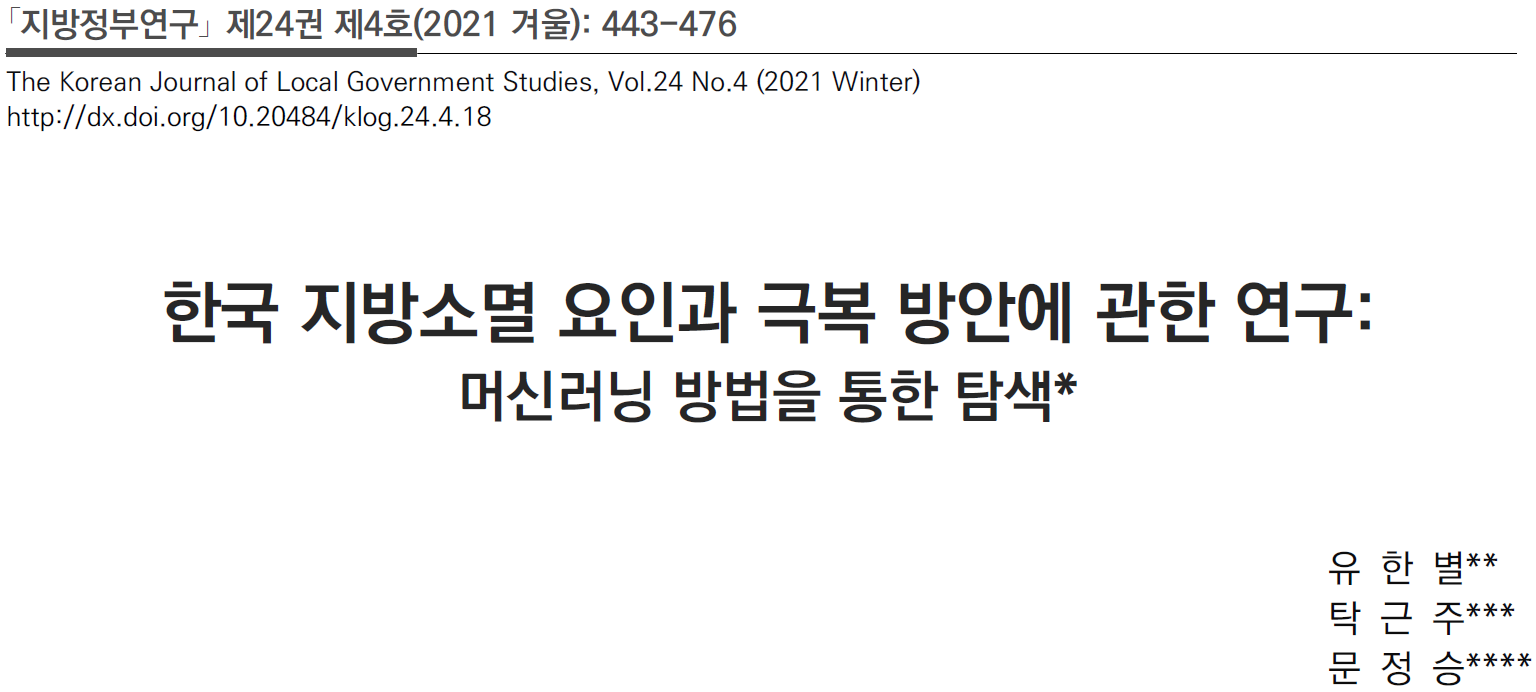 「지방정부연구」 제24권 제4호(2021 겨울): 443-476
The Korean Journal of Local Government Studies, Vol.24 No.4 (2021 Winter)
http://dx.doi.org/10.20484/klog.24.4.18
한국 지방소멸 요인과 극복 방안에 관한 연구:
머신러닝 방법을 통한 탐색*
유 한 별**
탁 근 주***
문 정 승****